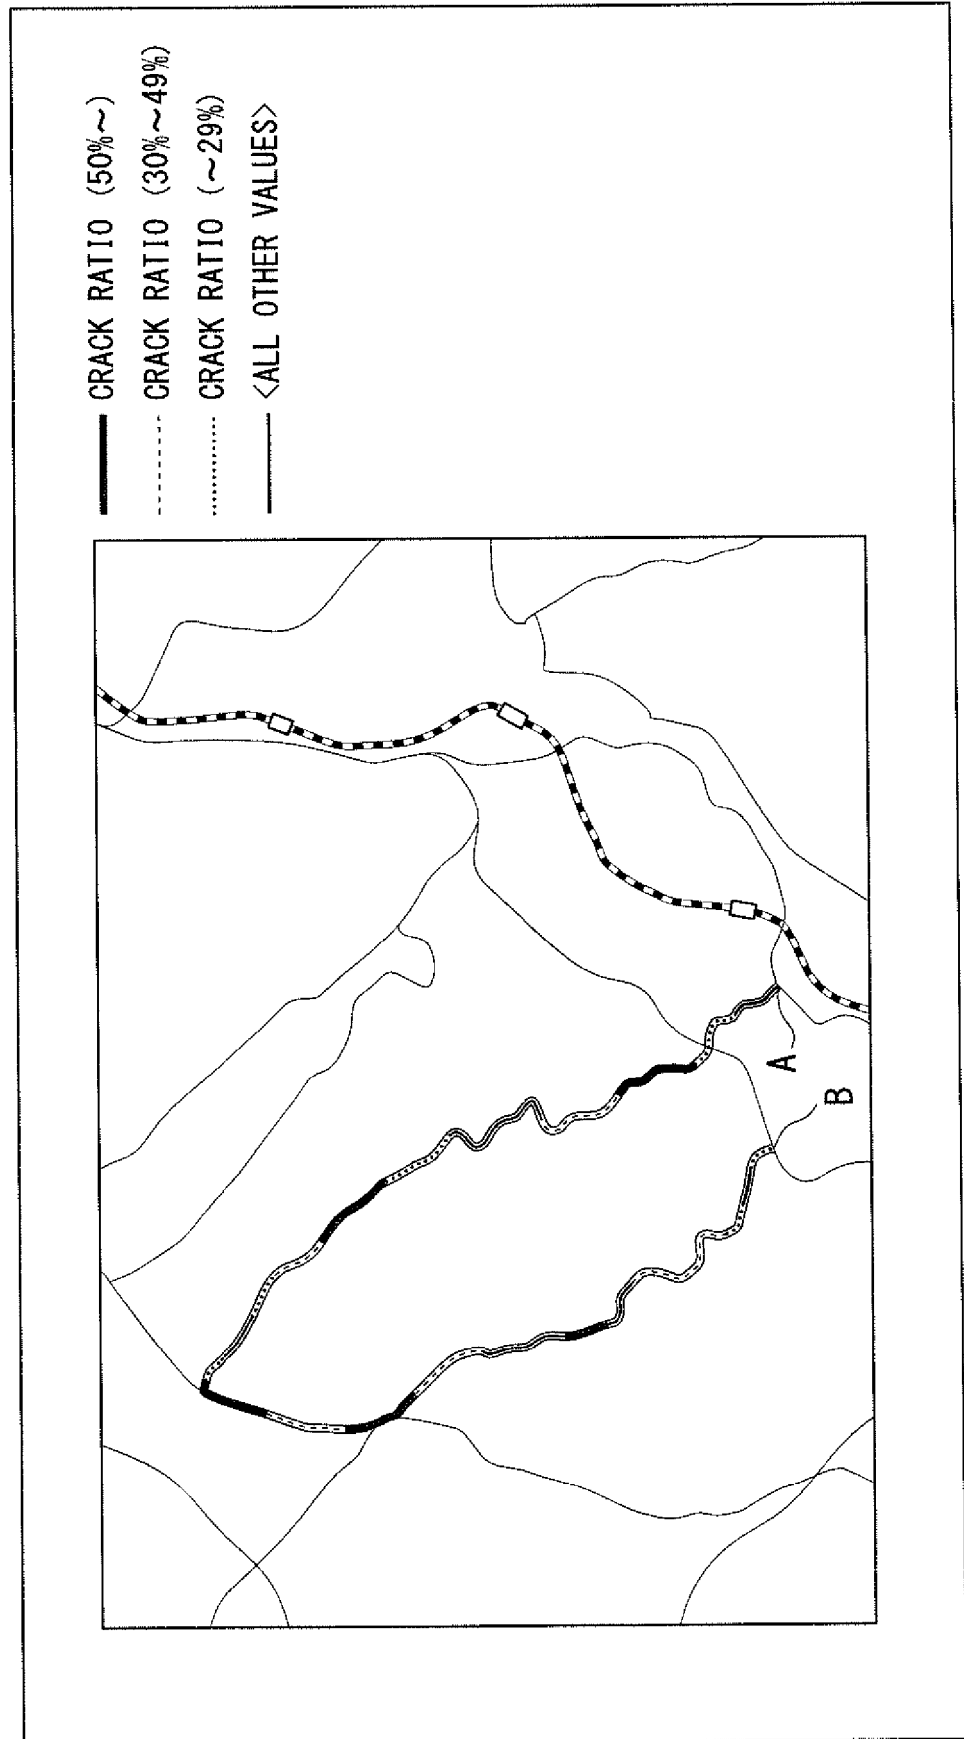 CRACK RATIO (50%~)
CRACK RATIO (30%~49%)
CRACK RATIO (~29%)
<ALL OTHER VALUES>
A
B